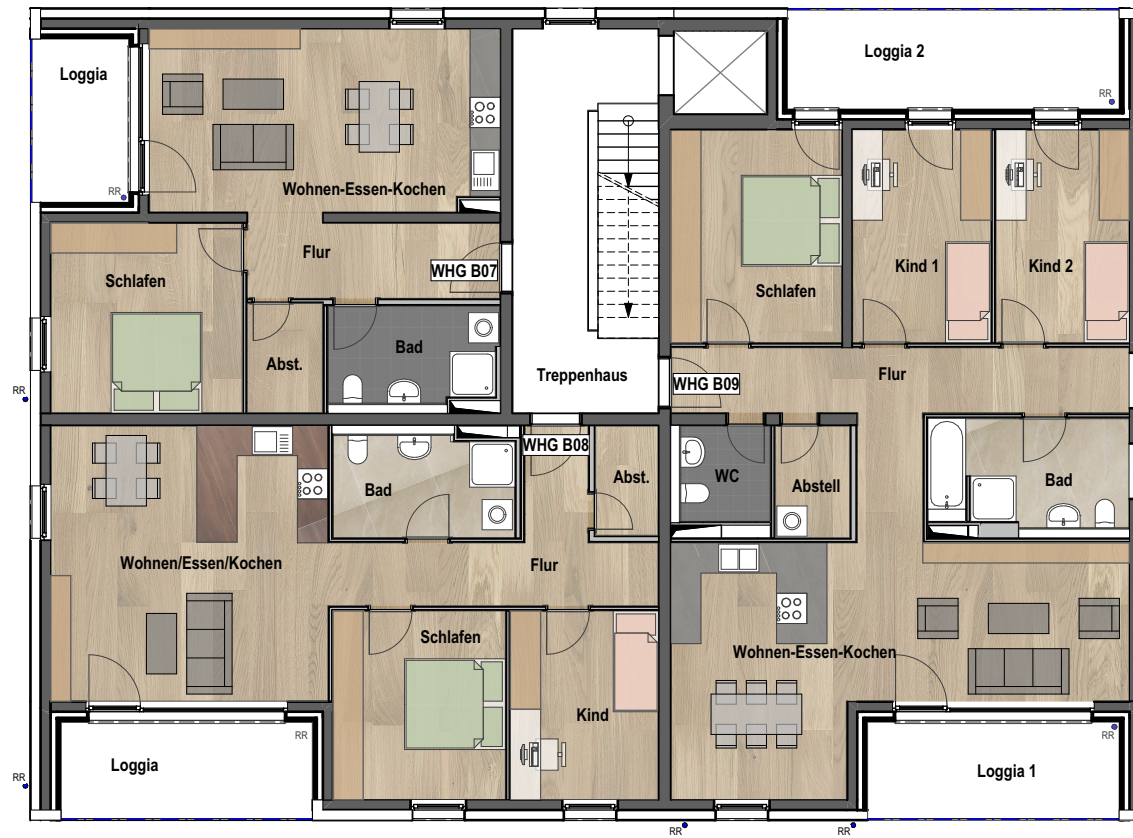 Loggia
RR
Wohnen-Essen-Kochen
Flur
WHG B07
Schlafen
Abst.
Bad
RR
Treppenhaus
Loggia 2
RR
Schlafen
Kind 1
Kind 2
WHG B09
Flur
WC
Abstell
Bad
Wohnen-Essen-Kochen
Loggia 1
RR
RR
RR
WHG B08
Abst.
Bad
Wohnen/Essen/Kochen
Flur
Schlafen
Kind
Loggia
RR
RR